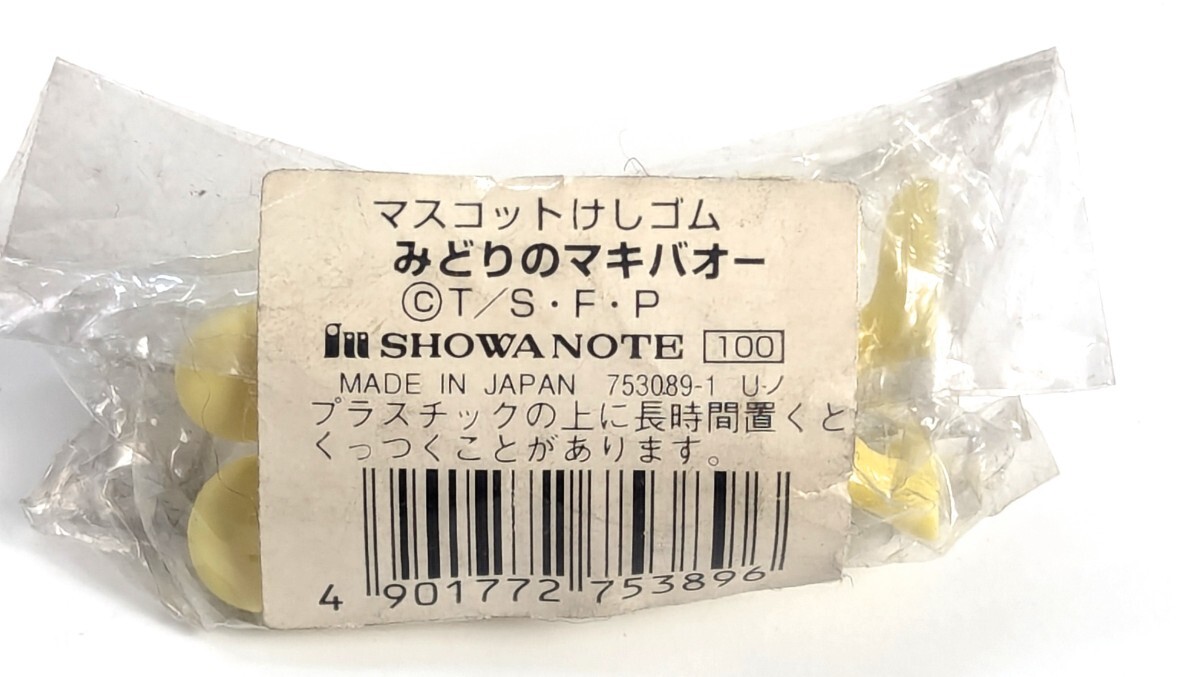 マスコットけしゴム
みどりのマキバオー
©T/S・F・P
SHOWA NOTE 100
MADE IN JAPAN 753089-1 U-ノ
プラスチックの上に長時間置くと
くっつくことがあります。
4 901772 753896